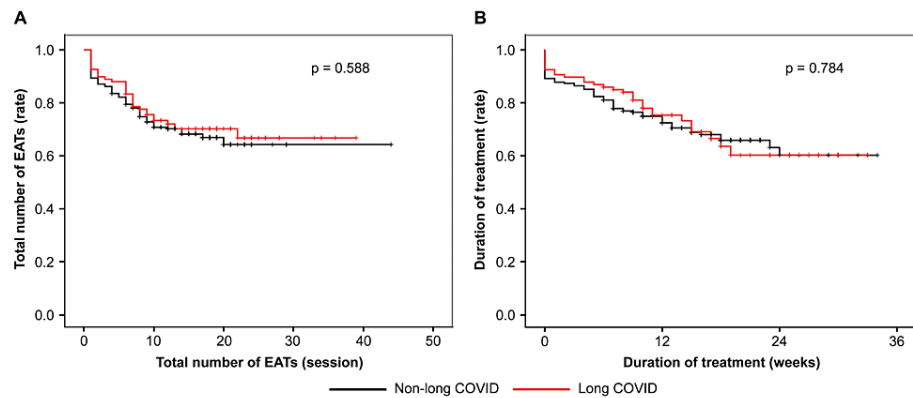 A
Total number of EATs (rate)
1.0
0.8
0.6
0.4
0.2
0.0
p = 0.588
0
10
20
30
40
50
Total number of EATs (session)
B
Duration of treatment (rate)
1.0
0.8
0.6
0.4
0.2
0.0
p = 0.784
0
12
24
36
Duration of treatment (weeks)
Non-long COVID
Long COVID